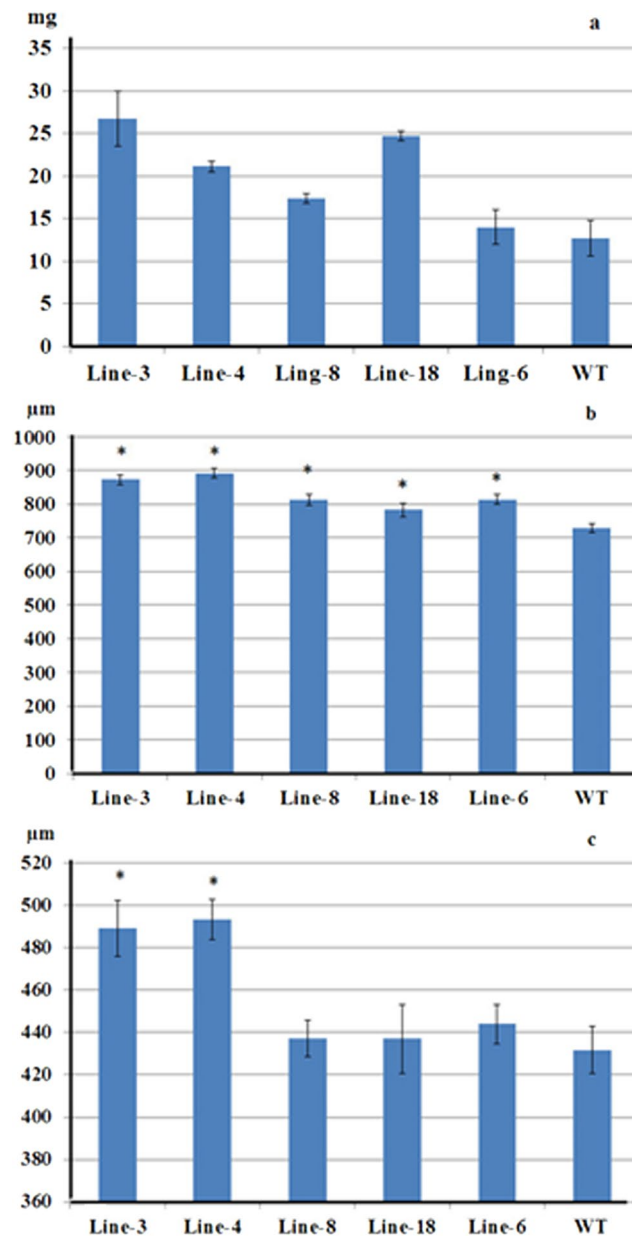 mg
a
35
30
25
20
15
10
5
0
Line-3 Line-4 Ling-8 Line-18 Ling-6 WT
µm
b
1000
900
800
700
600
500
400
300
200
100
0
* * * * *
Line-3 Line-4 Line-8 Line-18 Line-6 WT
µm
c
520
500
480
460
440
420
400
380
360
* *
Line-3 Line-4 Line-8 Line-18 Line-6 WT